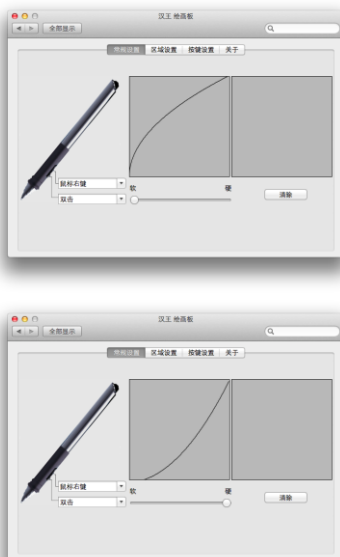 汉王 绘画板
全部显示
常规设置 区域设置 按键设置 关于
鼠标右键
双击
软 硬
清除
汉王 绘画板
全部显示
常规设置 区域设置 按键设置 关于
鼠标右键
双击
软 硬
清除